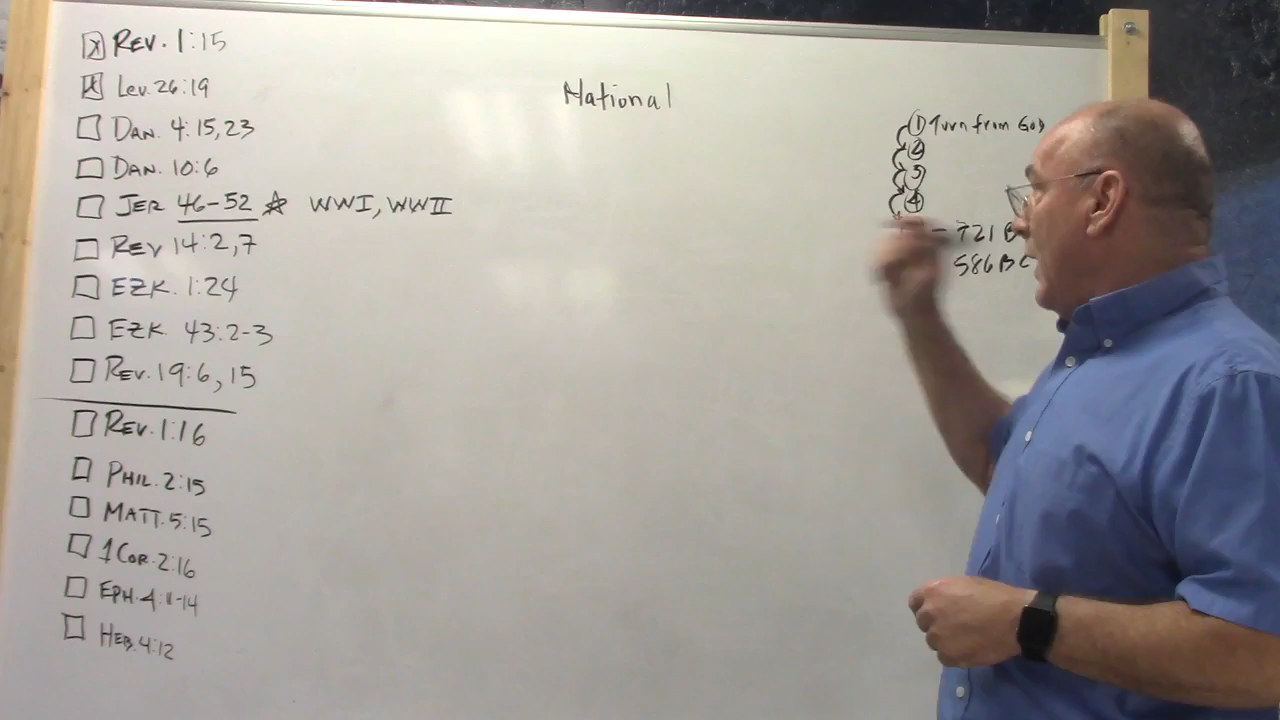 REV. 1:15
Lev. 26:19
DAN. 4:15,23
DAN. 10:6
JER 46-52 ☆ WWI, WWII
REV 14:2,7
EZK. 1:24
EZK. 43:2-3
REV. 19:6, 15
REV. 1:16
PHIL. 2:15
MATT. 5:15
1 COR. 2:16
EPH. 4:11-14
HEB. 4:12
National
① Turn from GOD
②
③
④
- 721 B
586 BC